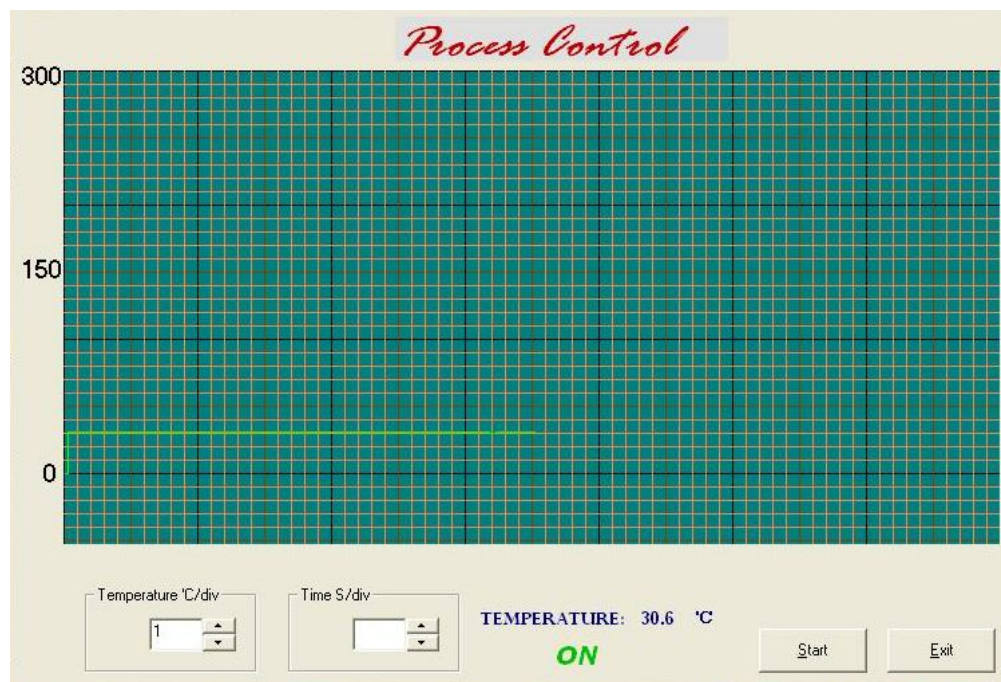 Process Control
300
150
0
Temperature 'C/div
Time S/div
1
TEMPERATURE: 30.6 'C
ON
Start
Exit